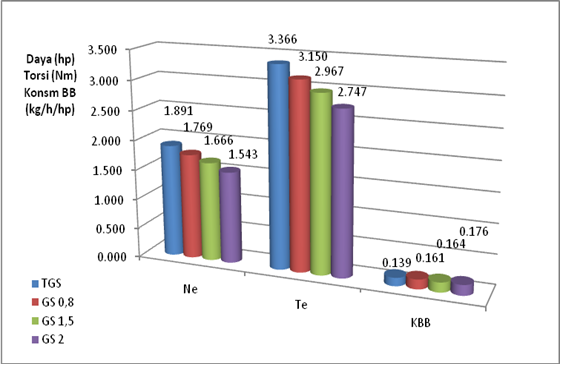 Daya (hp)
Torsi (Nm)
Konsm BB
(kg/h/hp)
3.500
3.000
2.500
2.000
1.500
1.000
0.500
0.000
1.891
1.769
1.666
1.543
3.366
3.150
2.967
2.747
0.139
0.161
0.164
0.176
Ne
Te
KBB
TGS
GS 0,8
GS 1,5
GS 2